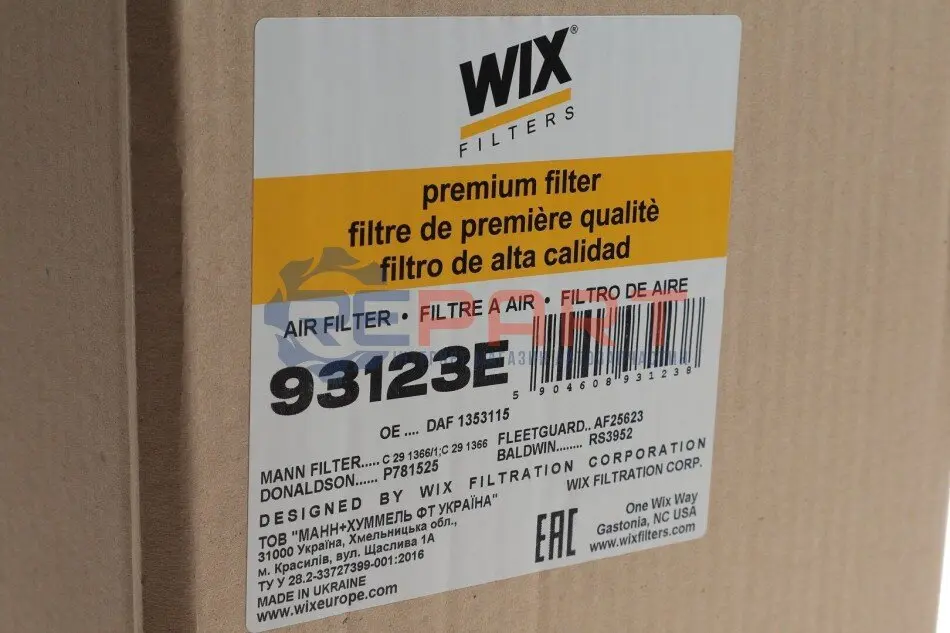 WIX®
FILTERS
premium filter
filtre de première qualitè
filtro de alta calidad
AIR FILTER • FILTRE A AIR • FILTRO DE AIRE
REPART
93123E
5 904608 931238
OE .... DAF 1353115
MANN FILTER..... C 29 1366/1;C 29 1366
FLEETGUARD.. AF25623
DONALDSON...... P781525
BALDWIN........ RS3952
DESIGNED BY WIX FILTRATION CORPORATION
WIX FILTRATION CORP.
ТОВ "МАНН+ХУММЕЛЬ ФТ УКРАЇНА"
31000 Україна, Хмельницька обл.,
м. Красилів, вул. Щаслива 1А
ТУ У 28.2-33727399-001:2016
MADE IN UKRAINE
www.wixeurope.com
EAC
One Wix Way
Gastonia, NC USA
www.wixfilters.com